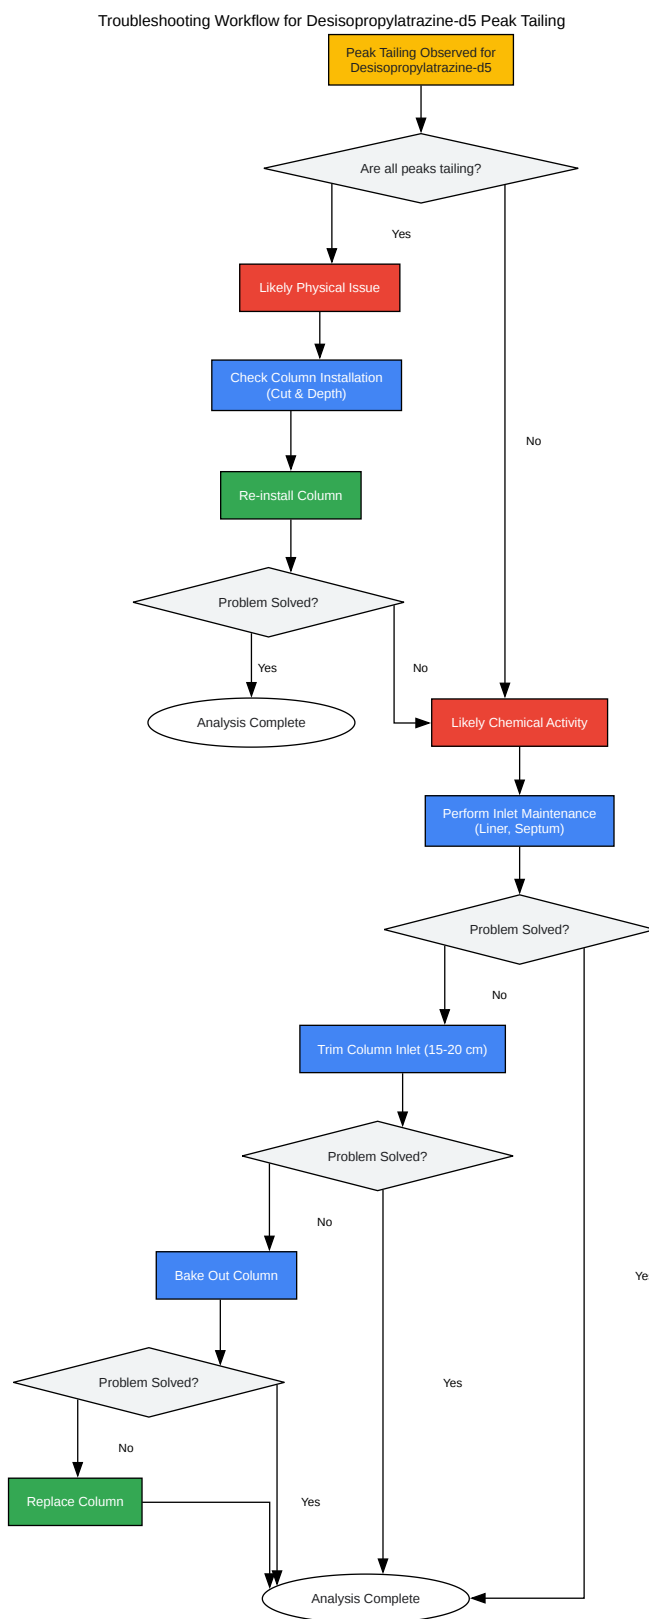 Troubleshooting Workflow for Desisopropylatrazine-d5 Peak Tailing
Peak Tailing Observed for
Desisopropylatrazine-d5
Are all peaks tailing?
Yes
Likely Physical Issue
Check Column Installation
(Cut & Depth)
No
Re-install Column
Problem Solved?
Yes
No
Analysis Complete
Likely Chemical Activity
Perform Inlet Maintenance
(Liner, Septum)
Problem Solved?
No
Trim Column Inlet (15-20 cm)
Problem Solved?
No
Bake Out Column
Yes
Problem Solved?
Yes
No
Replace Column
Yes
Analysis Complete